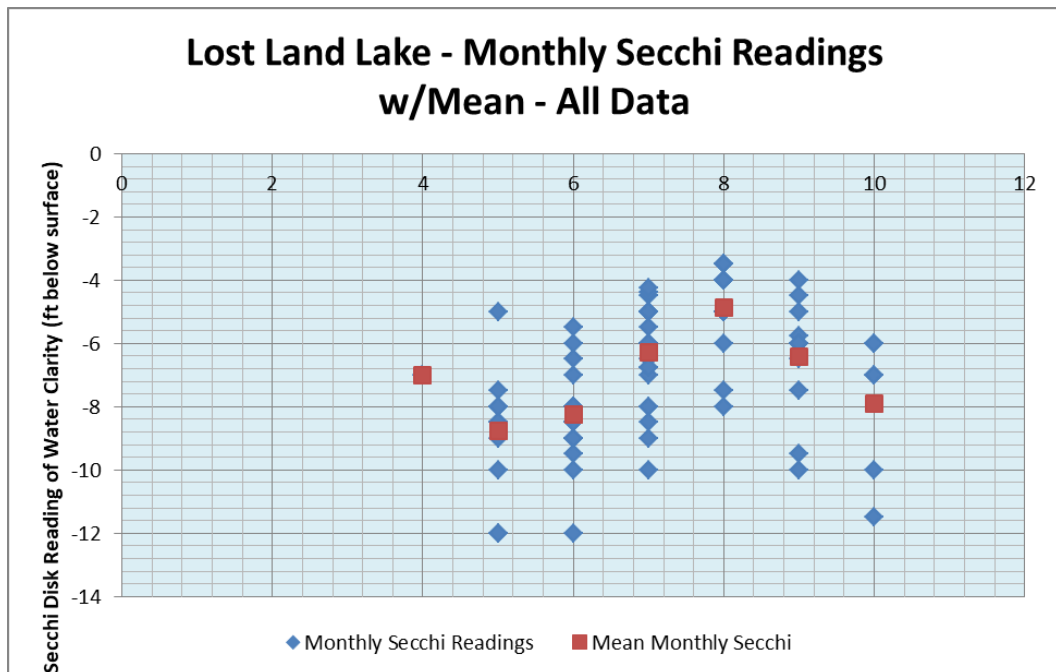 Lost Land Lake - Monthly Secchi Readings
w/Mean - All Data
Secchi Disk Reading of Water Clarity (ft below surface)
0
0 2 4 6 8 10 12
-2
-4
-6
-8
-10
-12
-14
Monthly Secchi Readings Mean Monthly Secchi